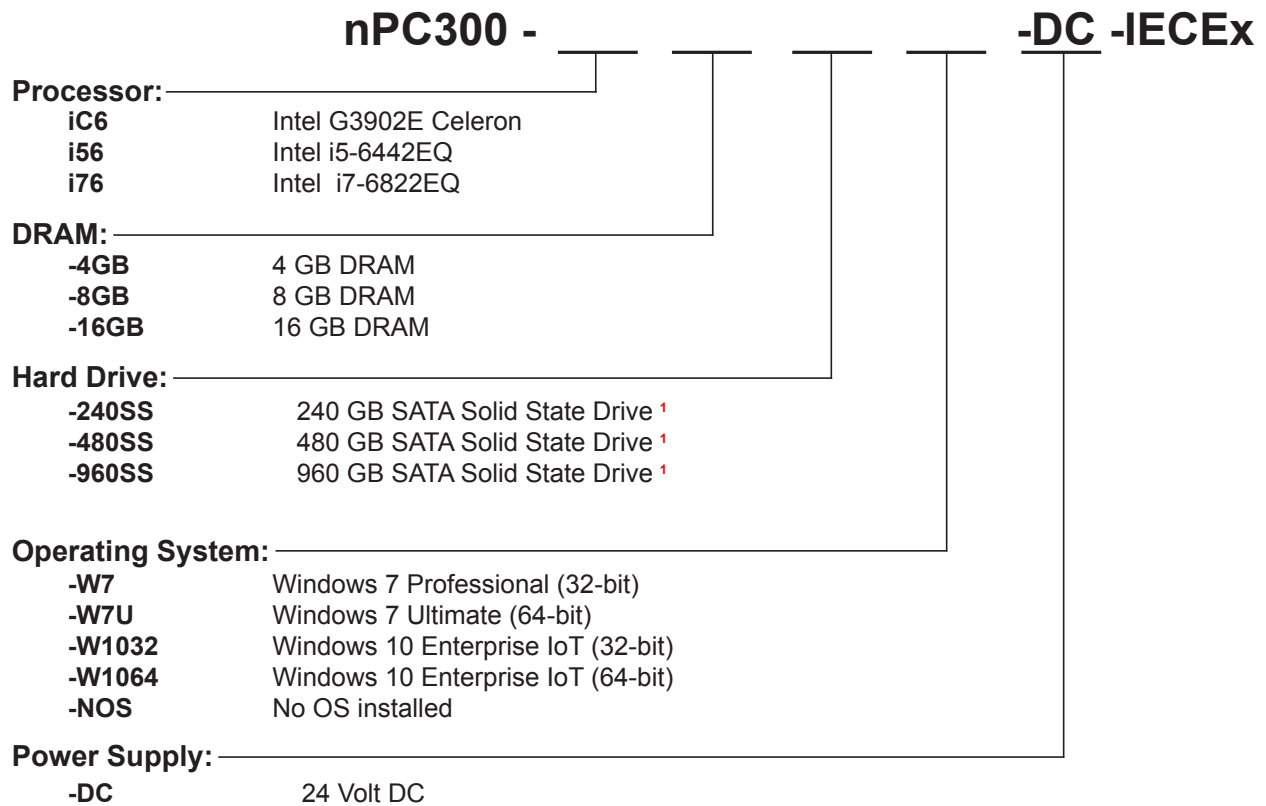 nPC300 - ____ ____ ____ ____ -DC -IECEx
Processor:
iC6 Intel G3902E Celeron
i56 Intel i5-6442EQ
i76 Intel i7-6822EQ
DRAM:
-4GB 4 GB DRAM
-8GB 8 GB DRAM
-16GB 16 GB DRAM
Hard Drive:
-240SS 240 GB SATA Solid State Drive ¹
-480SS 480 GB SATA Solid State Drive ¹
-960SS 960 GB SATA Solid State Drive ¹
Operating System:
-W7 Windows 7 Professional (32-bit)
-W7U Windows 7 Ultimate (64-bit)
-W1032 Windows 10 Enterprise IoT (32-bit)
-W1064 Windows 10 Enterprise IoT (64-bit)
-NOS No OS installed
Power Supply:
-DC 24 Volt DC